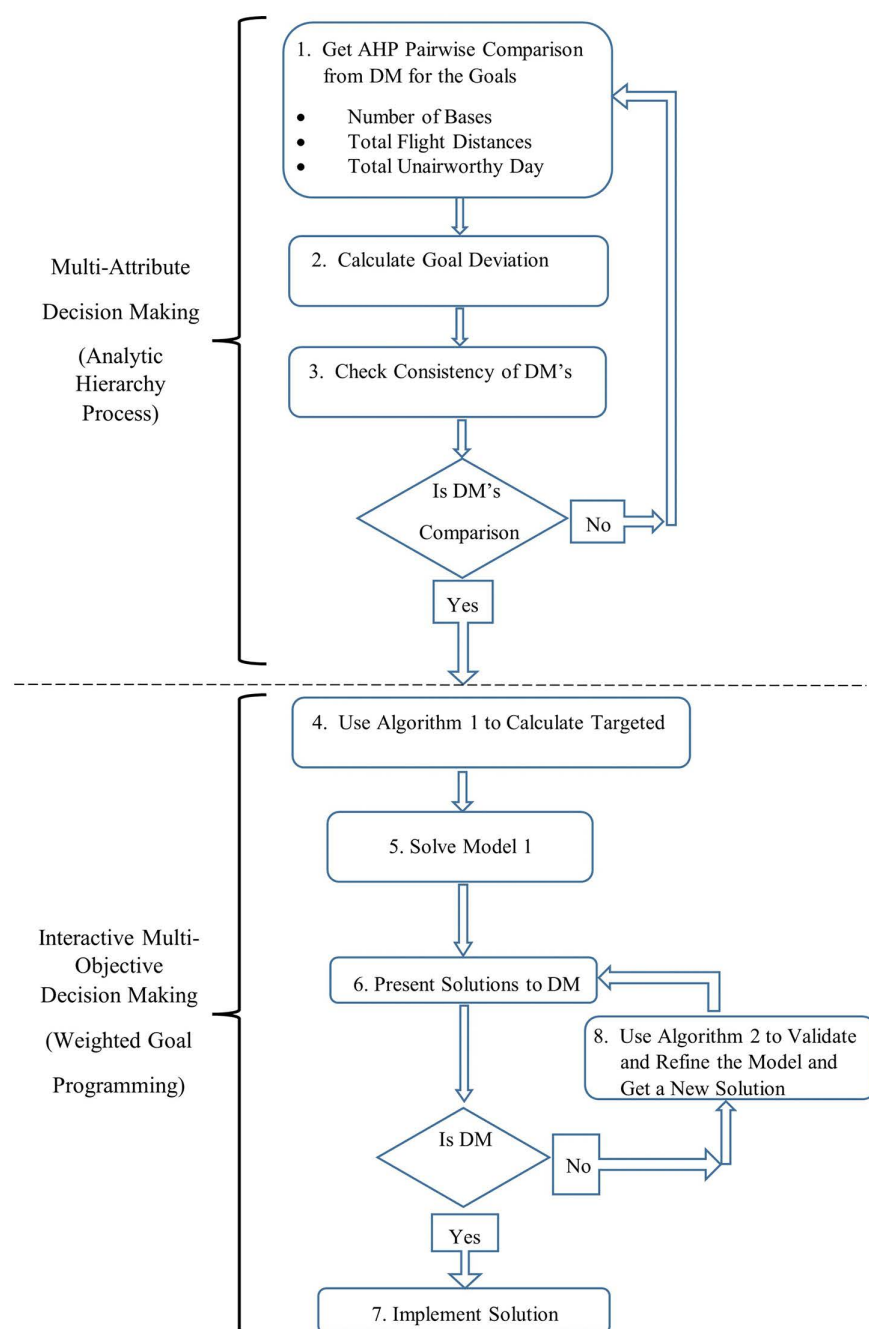 1. Get AHP Pairwise Comparison
from DM for the Goals
• Number of Bases
• Total Flight Distances
• Total Unairworthy Day
2. Calculate Goal Deviation
Multi-Attribute
Decision Making
(Analytic
Hierarchy
Process)
3. Check Consistency of DM's
Is DM's
Comparison
No
Yes
4. Use Algorithm 1 to Calculate Targeted
5. Solve Model 1
Interactive Multi-
Objective
Decision Making
(Weighted Goal
Programming)
6. Present Solutions to DM
8. Use Algorithm 2 to Validate
and Refine the Model and
Get a New Solution
Is DM
No
Yes
7. Implement Solution